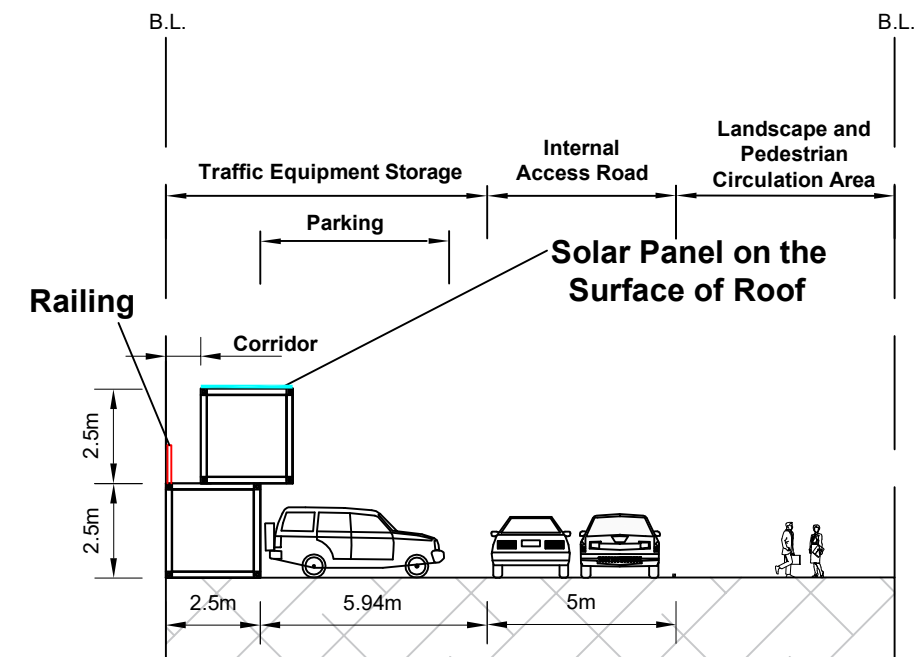 B.L.
B.L.
Traffic Equipment Storage
Internal
Access Road
Landscape and
Pedestrian
Circulation Area
Parking
Solar Panel on the
Surface of Roof
Railing
Corridor
2.5m
2.5m
2.5m
5.94m
5m